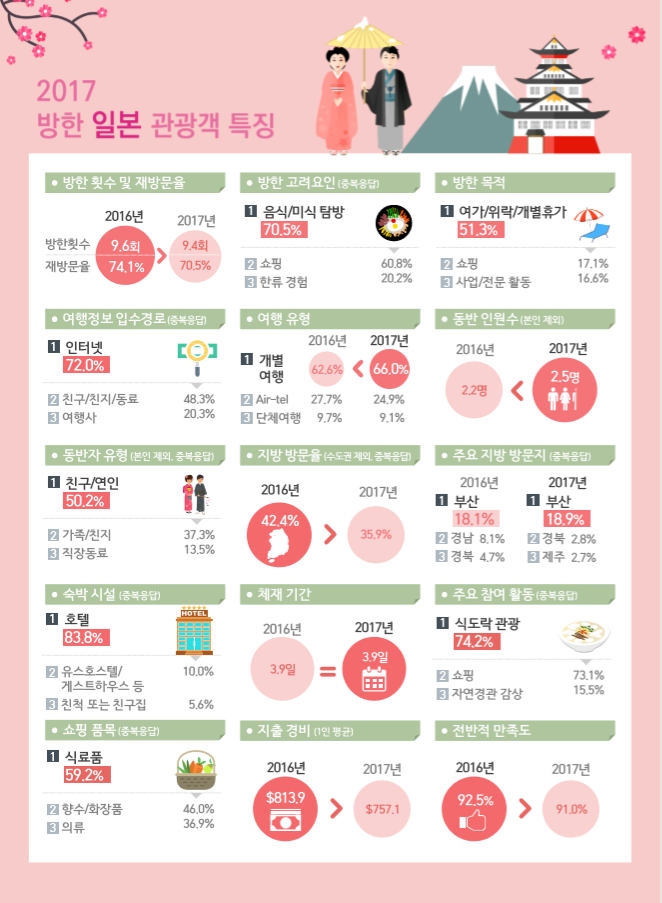 2017
방한 일본 관광객 특징
• 방한 횟수 및 재방문율
2016년
2017년
방한횟수
9.6회
9.4회
재방문율
74.1%
70.5%
• 방한 고려요인 (중복응답)
1 음식/미식 탐방
70.5%
2 쇼핑 60.8%
3 한류 경험 20.2%
• 방한 목적
1 여가/위락/개별휴가
51.3%
2 쇼핑 17.1%
3 사업/전문 활동 16.6%
• 여행정보 입수경로 (중복응답)
1 인터넷
72.0%
2 친구/친지/동료 48.3%
3 여행사 20.3%
• 여행 유형
2016년 2017년
1 개별
여행
62.6% < 66.0%
2 Air-tel 27.7% 24.9%
3 단체여행 9.7% 9.1%
• 동반 인원수 (본인 제외)
2016년 2017년
2.2명 < 2.5명
• 동반자 유형 (본인 제외, 중복응답)
1 친구/연인
50.2%
2 가족/친지 37.3%
3 직장동료 13.5%
• 지방 방문율 (수도권 제외, 중복응답)
2016년 2017년
42.4% > 35.9%
• 주요 지방 방문지 (중복응답)
2016년 2017년
1 부산 1 부산
18.1% 18.9%
2 경남 8.1% 2 경북 2.8%
3 경북 4.7% 3 제주 2.7%
• 숙박 시설 (중복응답)
1 호텔
83.8%
HOTEL
2 유스호스텔/
게스트하우스 등 10.0%
3 친척 또는 친구집 5.6%
• 체재 기간
2016년 2017년
3.9일 = 3.9일
• 주요 참여 활동 (중복응답)
1 식도락 관광
74.2%
2 쇼핑 73.1%
3 자연경관 감상 15.5%
• 쇼핑 품목 (중복응답)
1 식료품
59.2%
2 향수/화장품 46.0%
3 의류 36.9%
• 지출 경비 (1인 평균)
2016년 2017년
$813.9 > $757.1
• 전반적 만족도
2016년 2017년
92.5% > 91.0%